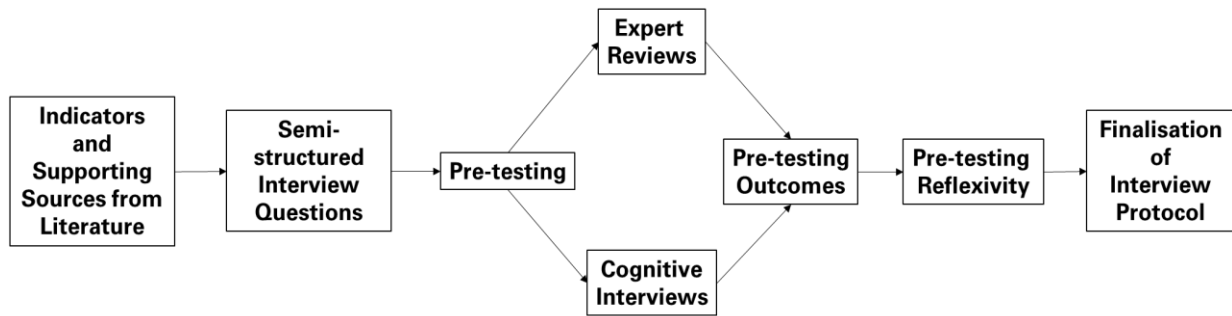 Indicators
and
Supporting
Sources from
Literature
Semi-
structured
Interview
Questions
Pre-testing
Expert
Reviews
Cognitive
Interviews
Pre-testing
Outcomes
Pre-testing
Reflexivity
Finalisation
of
Interview
Protocol